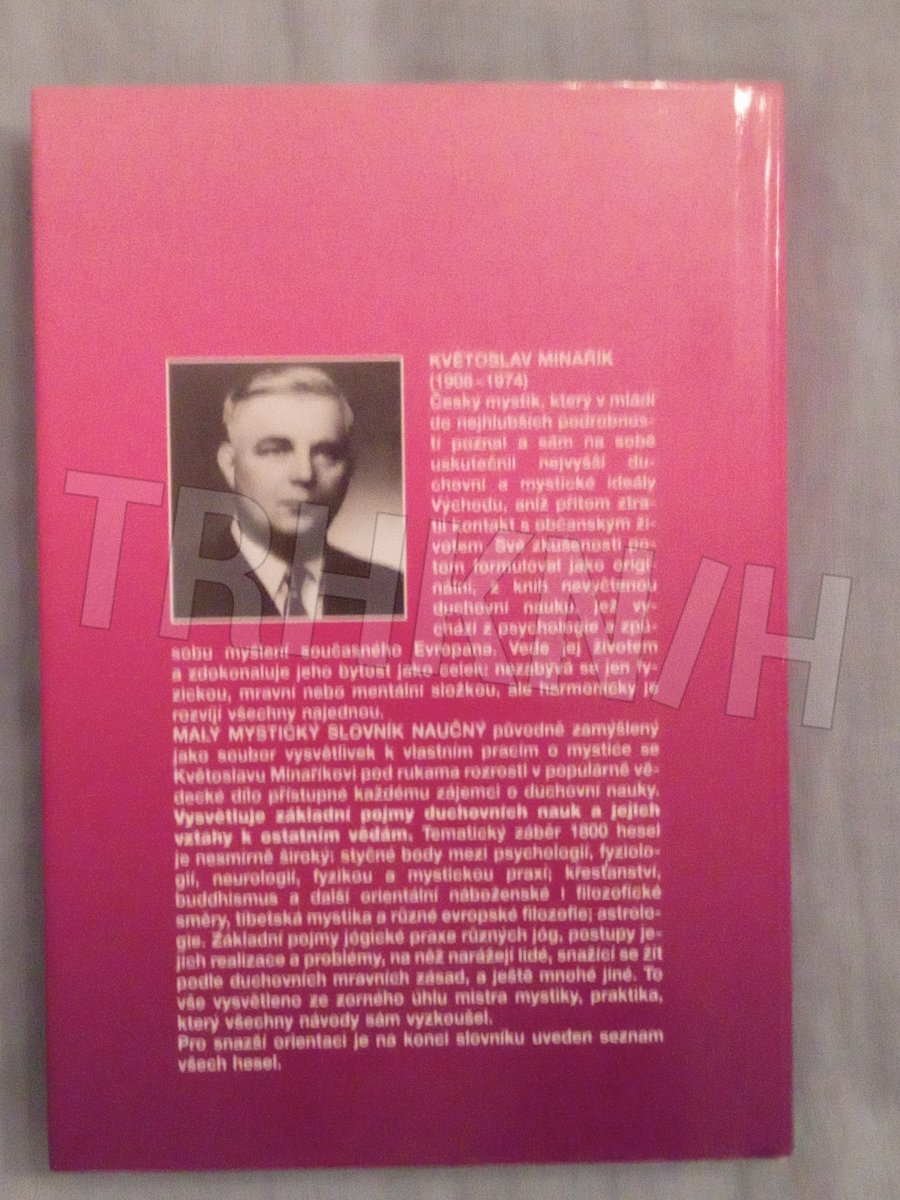 KVĚTOSLAV MINAŘÍK
(1908-1974)
Český mystik, který v mládí
do nejhlubších podrobnos-
tí poznal a sám na sobě
uskutečnil nejvyšší du-
chovní a mystické ideály
Východu, aniž přitom ztra-
til kontakt s občanským ži-
votem. Své zkušenosti po-
tom formuloval jako origi-
nální, z knih nevyčtenou
duchovní nauku, jež vy-
chází z psychologie a způ-
sobu myšlení současného Evropana. Vede jej životem
a zdokonaluje jeho bytost jako celek; nezabývá se jen fy-
zickou, mravní nebo mentální složkou, ale harmonicky je
rozvíjí všechny najednou.
MALÝ MYSTICKÝ SLOVNÍK NAUČNÝ původně zamýšlený
jako soubor vysvětlivek k vlastním pracím o mystice se
Květoslavu Minaříkovi pod rukama rozrostl v populárně vě-
decké dílo přístupné každému zájemci o duchovní nauky.
Vysvětluje základní pojmy duchovních nauk a jejich
vztahy k ostatním vědám. Tematický záběr 1800 hesel
je nesmírně široký: styčné body mezi psychologií, fyziolo-
gií, neurologií, fyzikou a mystickou praxí; křesťanství,
buddhismus a další orientální náboženské i filozofické
směry, tibetská mystika a různé evropské filozofie; astrolo-
gie. Základní pojmy jógické praxe různých jóg, postupy je-
jich realizace a problémy, na něž narážejí lidé, snažící se žít
podle duchovních mravních zásad, a ještě mnohé jiné. To
vše vysvětleno ze zorného úhlu mistra mystiky, praktika,
který všechny návody sám vyzkoušel.
Pro snazší orientaci je na konci slovníku uveden seznam
všech hesel.
TRHKNIH